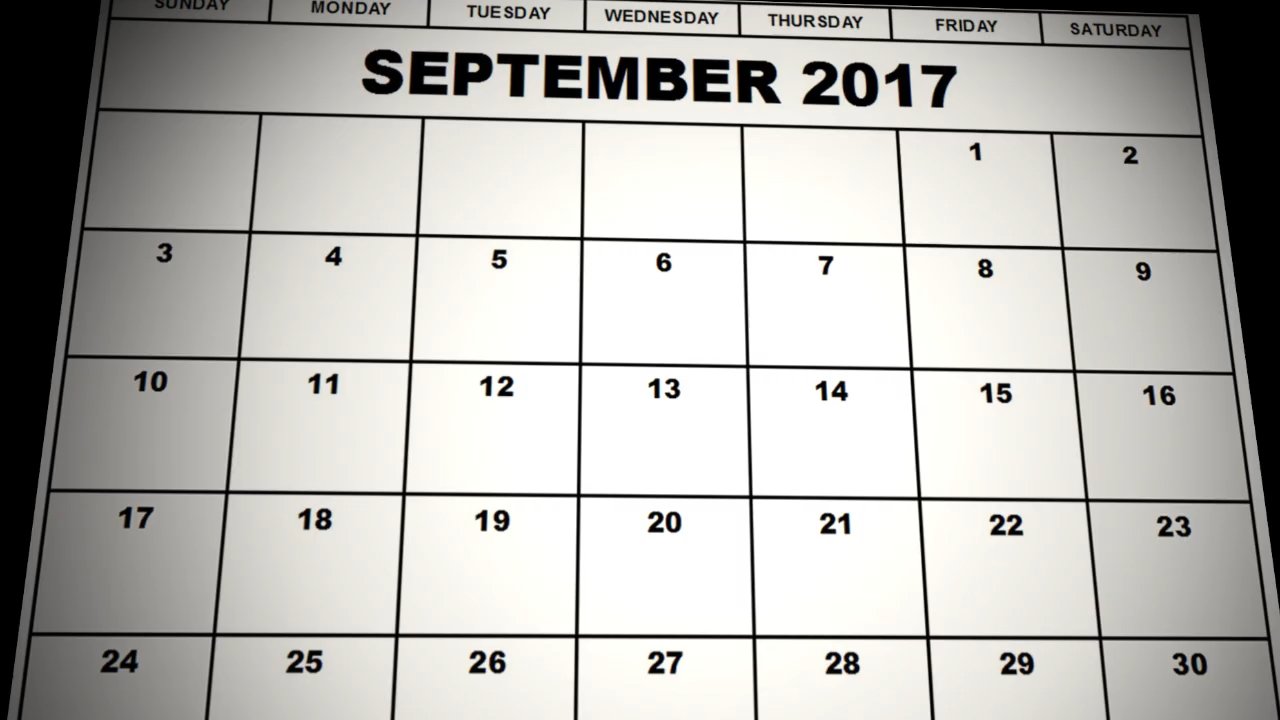 SUNDAY MONDAY TUESDAY WEDNESDAY THURSDAY FRIDAY SATURDAY
SEPTEMBER 2017
1 2
3 4 5 6 7 8 9
10 11 12 13 14 15 16
17 18 19 20 21 22 23
24 25 26 27 28 29 30